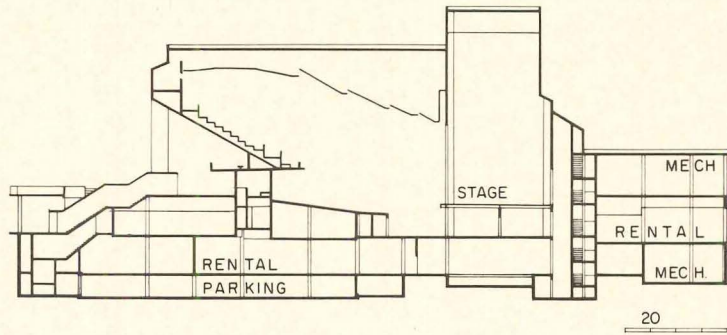 MECH
STAGE
RENTAL
RENTAL
MECH.
PARKING
20